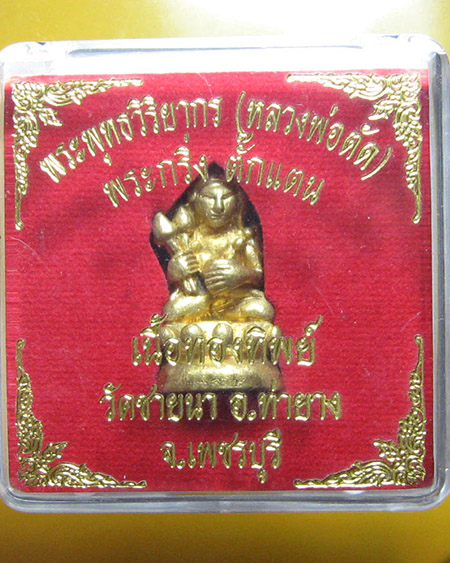 พระพุทธวิริยากร (หลวงพ่อตัด)
พระกริ่ง ตั๊กแตน
เนื้อทองทิพย์
วัดชายนา อ.ท่ายาง
จ.เพชรบุรี